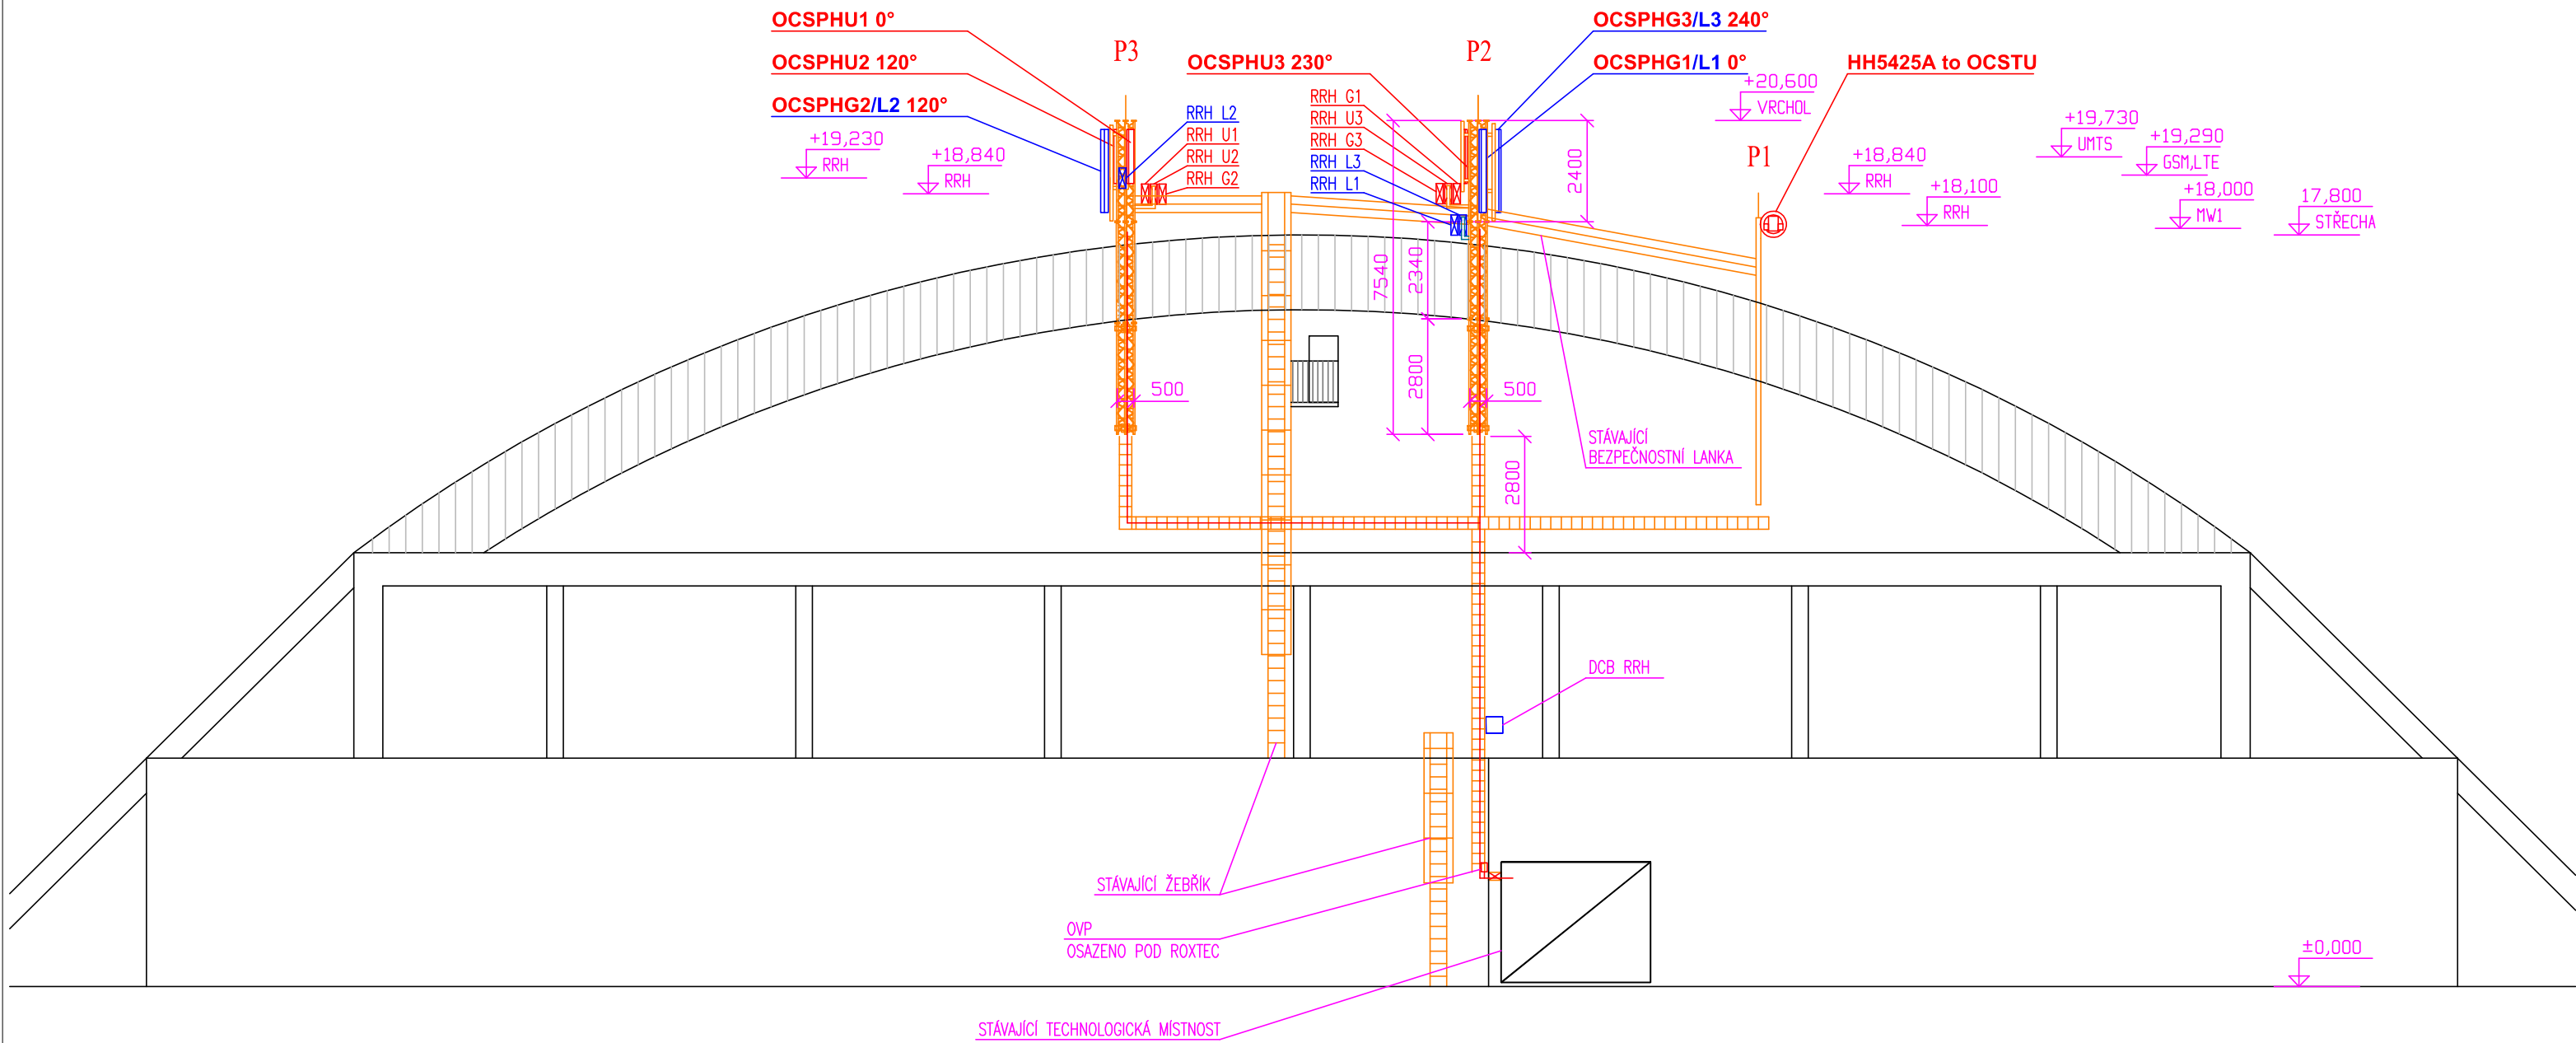 OCSPHU1 0°
OCSPHU2 120°
OCSPHG2/L2 120°
P3
OCSPHU3 230°
P2
OCSPHG3/L3 240°
OCSPHG1/L1 0°
HH5425A to OCSTU
P1
RRH L2
RRH U1
RRH U2
RRH G2
RRH G1
RRH U3
RRH G3
RRH L3
RRH L1
+19,230
RRH
+18,840
RRH
+20,600
VRCHOL
+18,840
RRH
+18,100
RRH
+19,730
UMTS
+19,290
GSM,LTE
+18,000
MW1
17,800
STŘECHA
2400
7540
2340
2800
500
500
2800
STÁVAJÍCÍ
BEZPEČNOSTNÍ LANKA
DCB RRH
STÁVAJÍCÍ ŽEBŘÍK
OVP
OSAZENO POD ROXTEC
STÁVAJÍCÍ TECHNOLOGICKÁ MÍSTNOST
±0,000